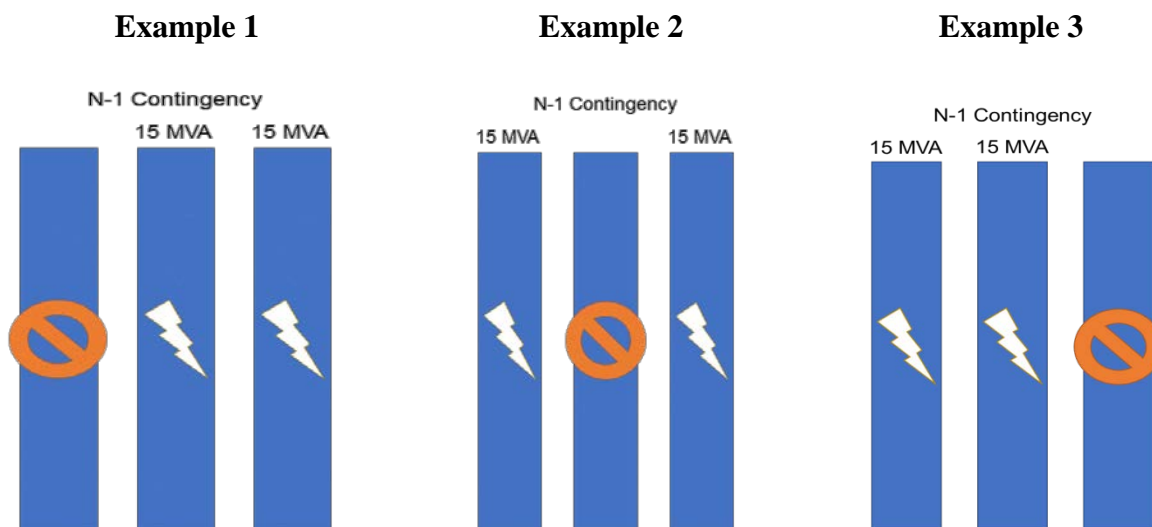 Example 1
N-1 Contingency
15 MVA 15 MVA
Example 2
N-1 Contingency
15 MVA 15 MVA
Example 3
N-1 Contingency
15 MVA 15 MVA